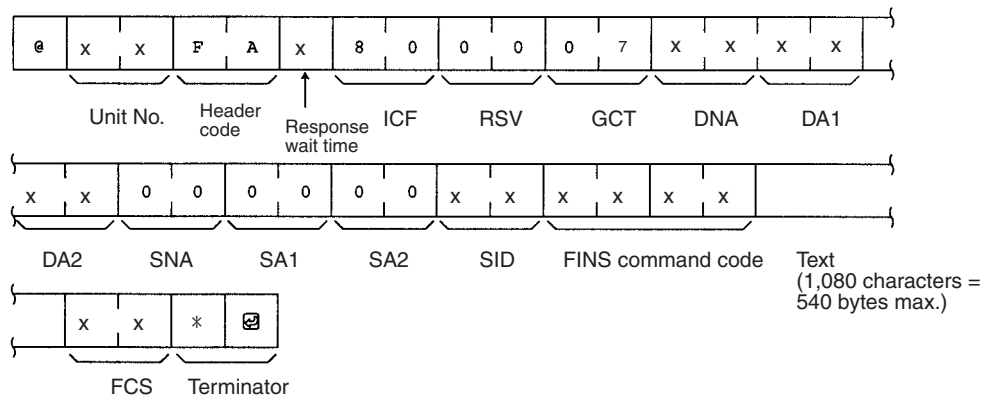 @ x x F A x 8 0 0 0 0 7 x x x x
Unit No. Header code Response wait time ICF RSV GCT DNA DA1
x x 0 0 0 0 0 0 x x x x x x
DA2 SNA SA1 SA2 SID FINS command code Text
(1,080 characters =
540 bytes max.)
x x * ↵
FCS Terminator